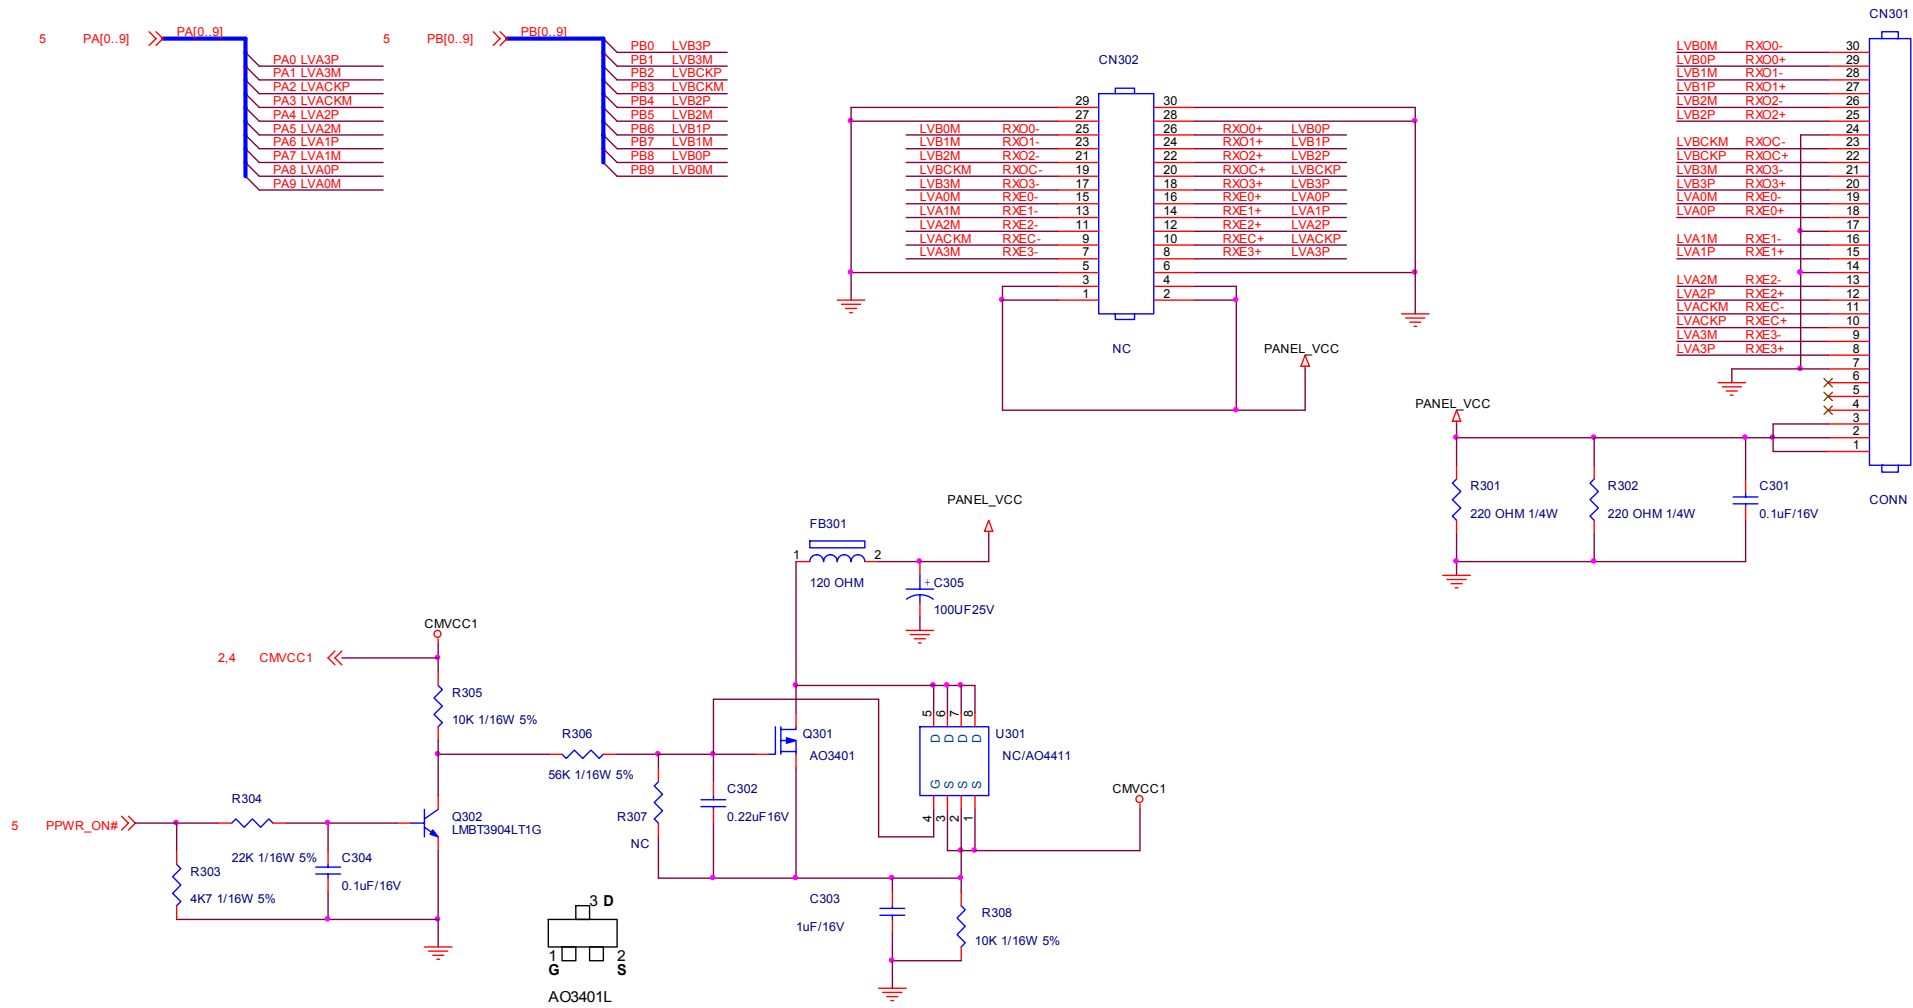 5 PA[0..9] PA[0..9]
PA0 LVA3P
PA1 LVA3M
PA2 LVACKP
PA3 LVACKM
PA4 LVA2P
PA5 LVA2M
PA6 LVA1P
PA7 LVA1M
PA8 LVA0P
PA9 LVA0M
5 PB[0..9] PB[0..9]
PB0 LVB3P
PB1 LVB3M
PB2 LVBCKP
PB3 LVBCKM
PB4 LVB2P
PB5 LVB2M
PB6 LVB1P
PB7 LVB1M
PB8 LVB0P
PB9 LVB0M
CN302
29 30
27 28
LVB0M RXO0- 25 26 RXO0+ LVB0P
LVB1M RXO1- 23 24 RXO1+ LVB1P
LVB2M RXO2- 21 22 RXO2+ LVB2P
LVBCKM RXOC- 19 20 RXOC+ LVBCKP
LVB3M RXO3- 17 18 RXO3+ LVB3P
LVA0M RXE0- 15 16 RXE0+ LVA0P
LVA1M RXE1- 13 14 RXE1+ LVA1P
LVA2M RXE2- 11 12 RXE2+ LVA2P
LVACKM RXEC- 9 10 RXEC+ LVACKP
LVA3M RXE3- 7 8 RXE3+ LVA3P
5 6
3 4
1 2
NC
PANEL_VCC
CN301
LVB0M RXO0- 30
LVB0P RXO0+ 29
LVB1M RXO1- 28
LVB1P RXO1+ 27
LVB2M RXO2- 26
LVB2P RXO2+ 25
24
LVBCKM RXOC- 23
LVBCKP RXOC+ 22
LVB3M RXO3- 21
LVB3P RXO3+ 20
LVA0M RXE0- 19
LVA0P RXE0+ 18
17
LVA1M RXE1- 16
LVA1P RXE1+ 15
14
LVA2M RXE2- 13
LVA2P RXE2+ 12
LVACKM RXEC- 11
LVACKP RXEC+ 10
LVA3M RXE3- 9
LVA3P RXE3+ 8
7
6
5
4
3
2
1
CONN
PANEL_VCC
R301
220 OHM 1/4W
R302
220 OHM 1/4W
C301
0.1uF/16V
PANEL_VCC
FB301
1 2
120 OHM
+ C305
100UF25V
CMVCC1
2,4 CMVCC1
R305
10K 1/16W 5%
R306
56K 1/16W 5%
Q301
AO3401
5 6 7 8
D D D D
U301
NC/AO4411
G S S S
4 3 2 1
CMVCC1
C302
0.22uF16V
R307
NC
R304
22K 1/16W 5%
Q302
LMBT3904LT1G
5 PPWR_ON#
R303
4K7 1/16W 5%
C304
0.1uF/16V
C303
1uF/16V
R308
10K 1/16W 5%
3 D
1 2
G S
AO3401L